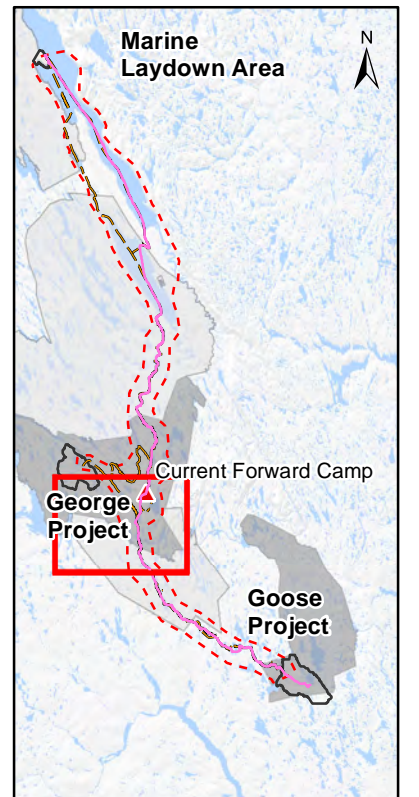 Marine
Laydown Area
N
Current Forward Camp
George
Project
Goose
Project